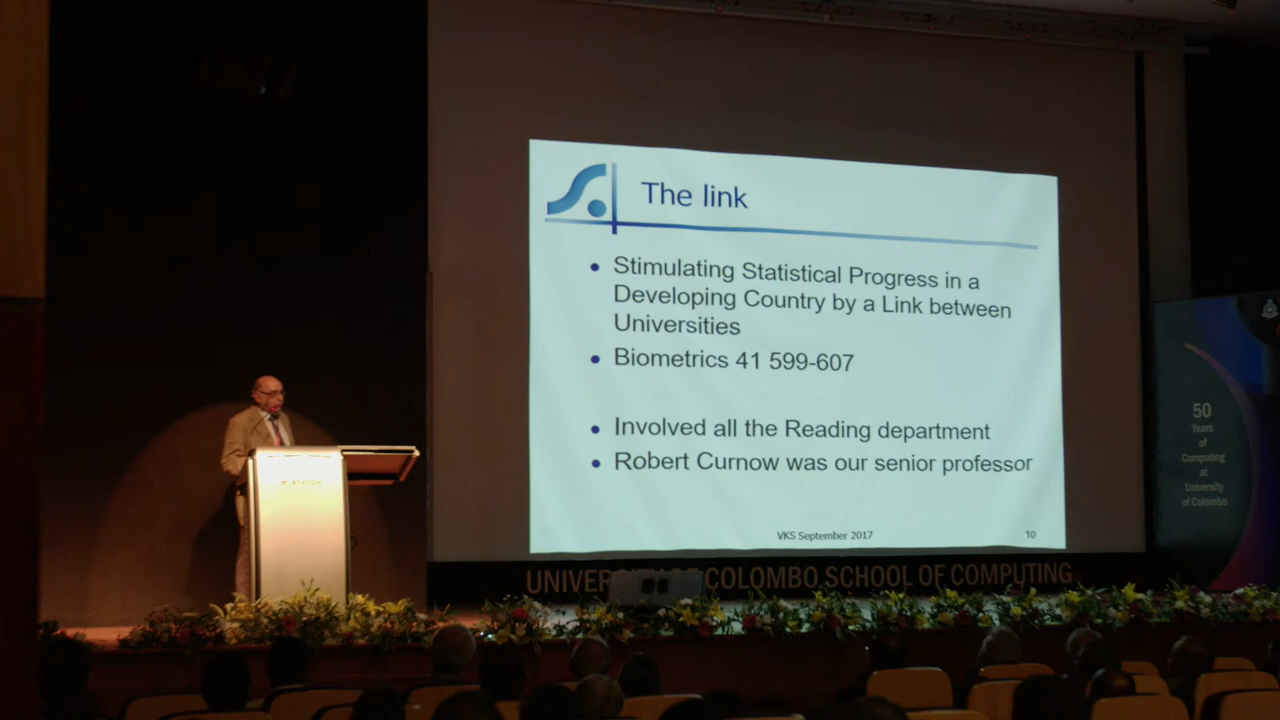 The link
Stimulating Statistical Progress in a
Developing Country by a Link between
Universities
Biometrics 41 599-607
Involved all the Reading department
Robert Curnow was our senior professor
VKS September 2017
10
50
Years
of
Computing
at
University
of Colombo
COLOMBO SCHOOL OF COMPUTING